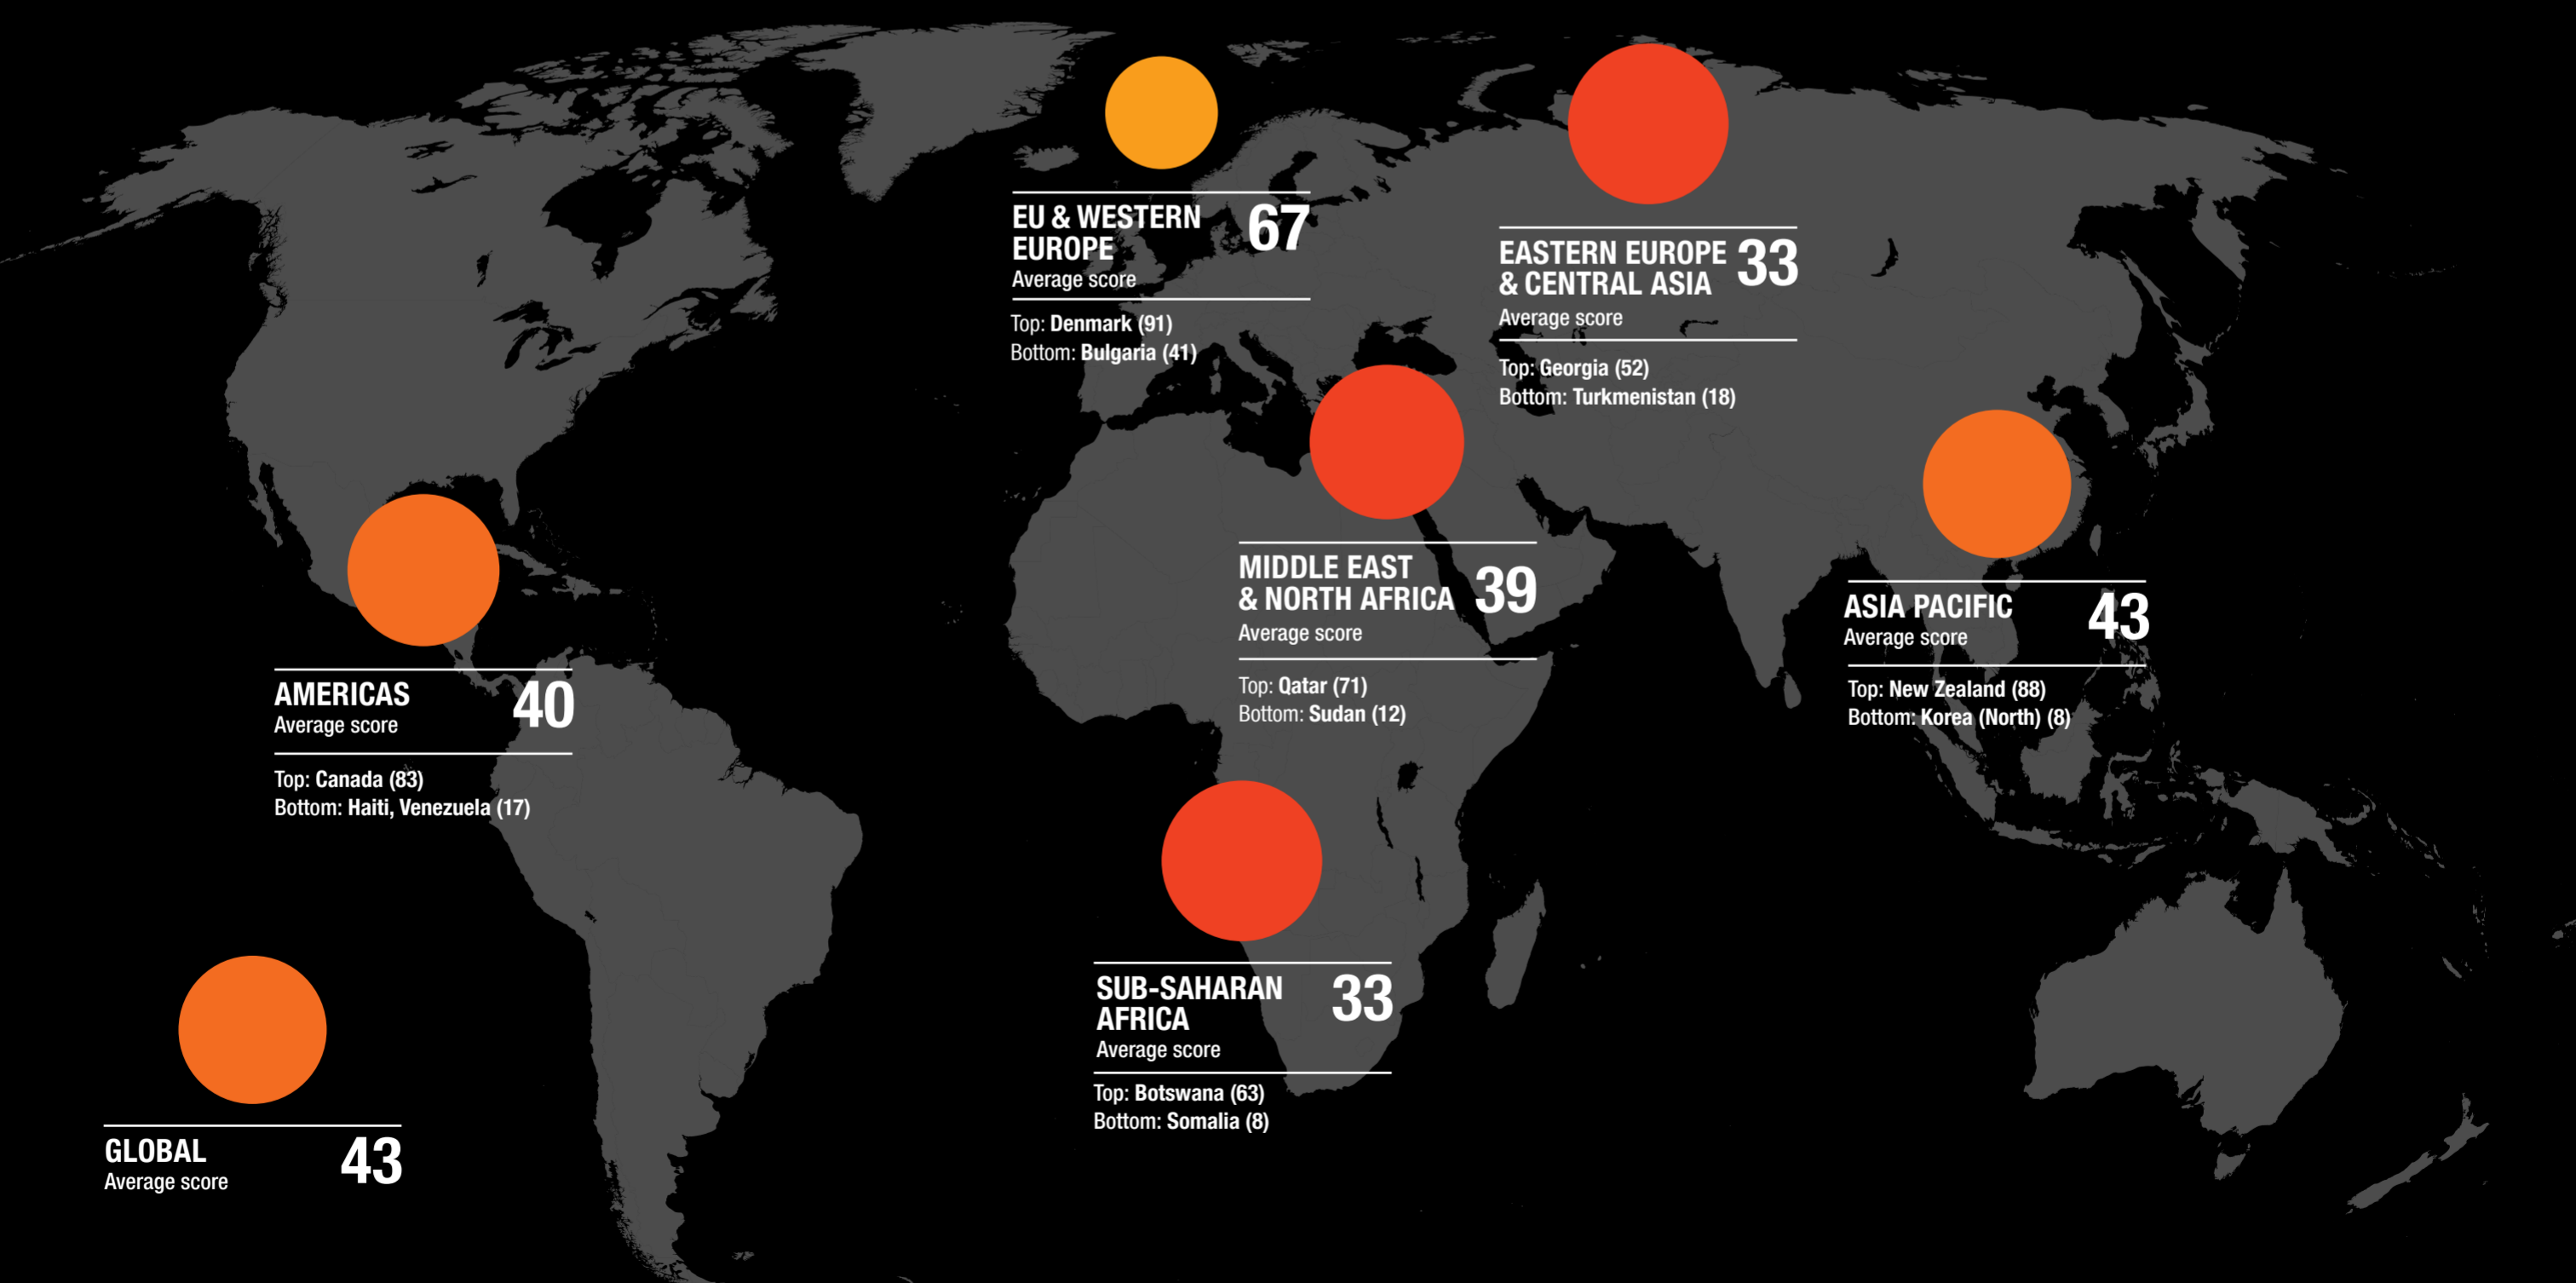 EU & WESTERN
EUROPE
67
Average score
Top: Denmark (91)
Bottom: Bulgaria (41)
EASTERN EUROPE
& CENTRAL ASIA
33
Average score
Top: Georgia (52)
Bottom: Turkmenistan (18)
MIDDLE EAST
& NORTH AFRICA
39
Average score
Top: Qatar (71)
Bottom: Sudan (12)
ASIA PACIFIC
43
Average score
Top: New Zealand (88)
Bottom: Korea (North) (8)
AMERICAS
40
Average score
Top: Canada (83)
Bottom: Haiti, Venezuela (17)
SUB-SAHARAN
AFRICA
33
Average score
Top: Botswana (63)
Bottom: Somalia (8)
GLOBAL
43
Average score